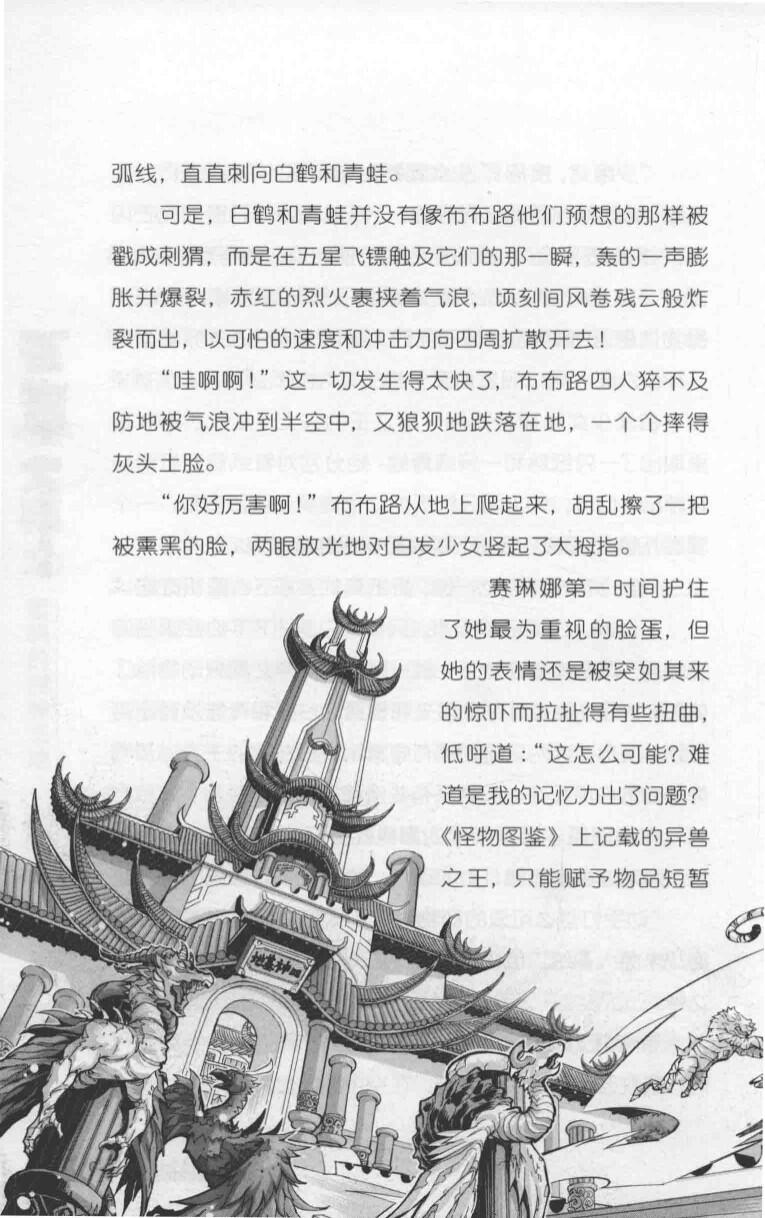 弧线，直直刺向白鹤和青蛙。
可是，白鹤和青蛙并没有像布布路他们预想的那样被
戳成刺猬，而是在五星飞镖触及它们的那一瞬，轰的一声膨
胀并爆裂，赤红的烈火裹挟着气浪，顷刻间风卷残云般炸
裂而出，以可怕的速度和冲击力向四周扩散开去！
“哇啊啊！”这一切发生得太快了，布布路四人猝不及
防地被气浪冲到半空中，又狼狈地跌落在地，一个个摔得
灰头土脸。
“你好厉害啊！”布布路从地上爬起来，胡乱擦了一把
被熏黑的脸，两眼放光地对白发少女竖起了大拇指。
赛琳娜第一时间护住
了她最为重视的脸蛋，但
她的表情还是被突如其来
的惊吓而拉扯得有些扭曲，
低呼道：“这怎么可能？难
道是我的记忆力出了问题？
《怪物图鉴》上记载的异兽
之王，只能赋予物品短暂